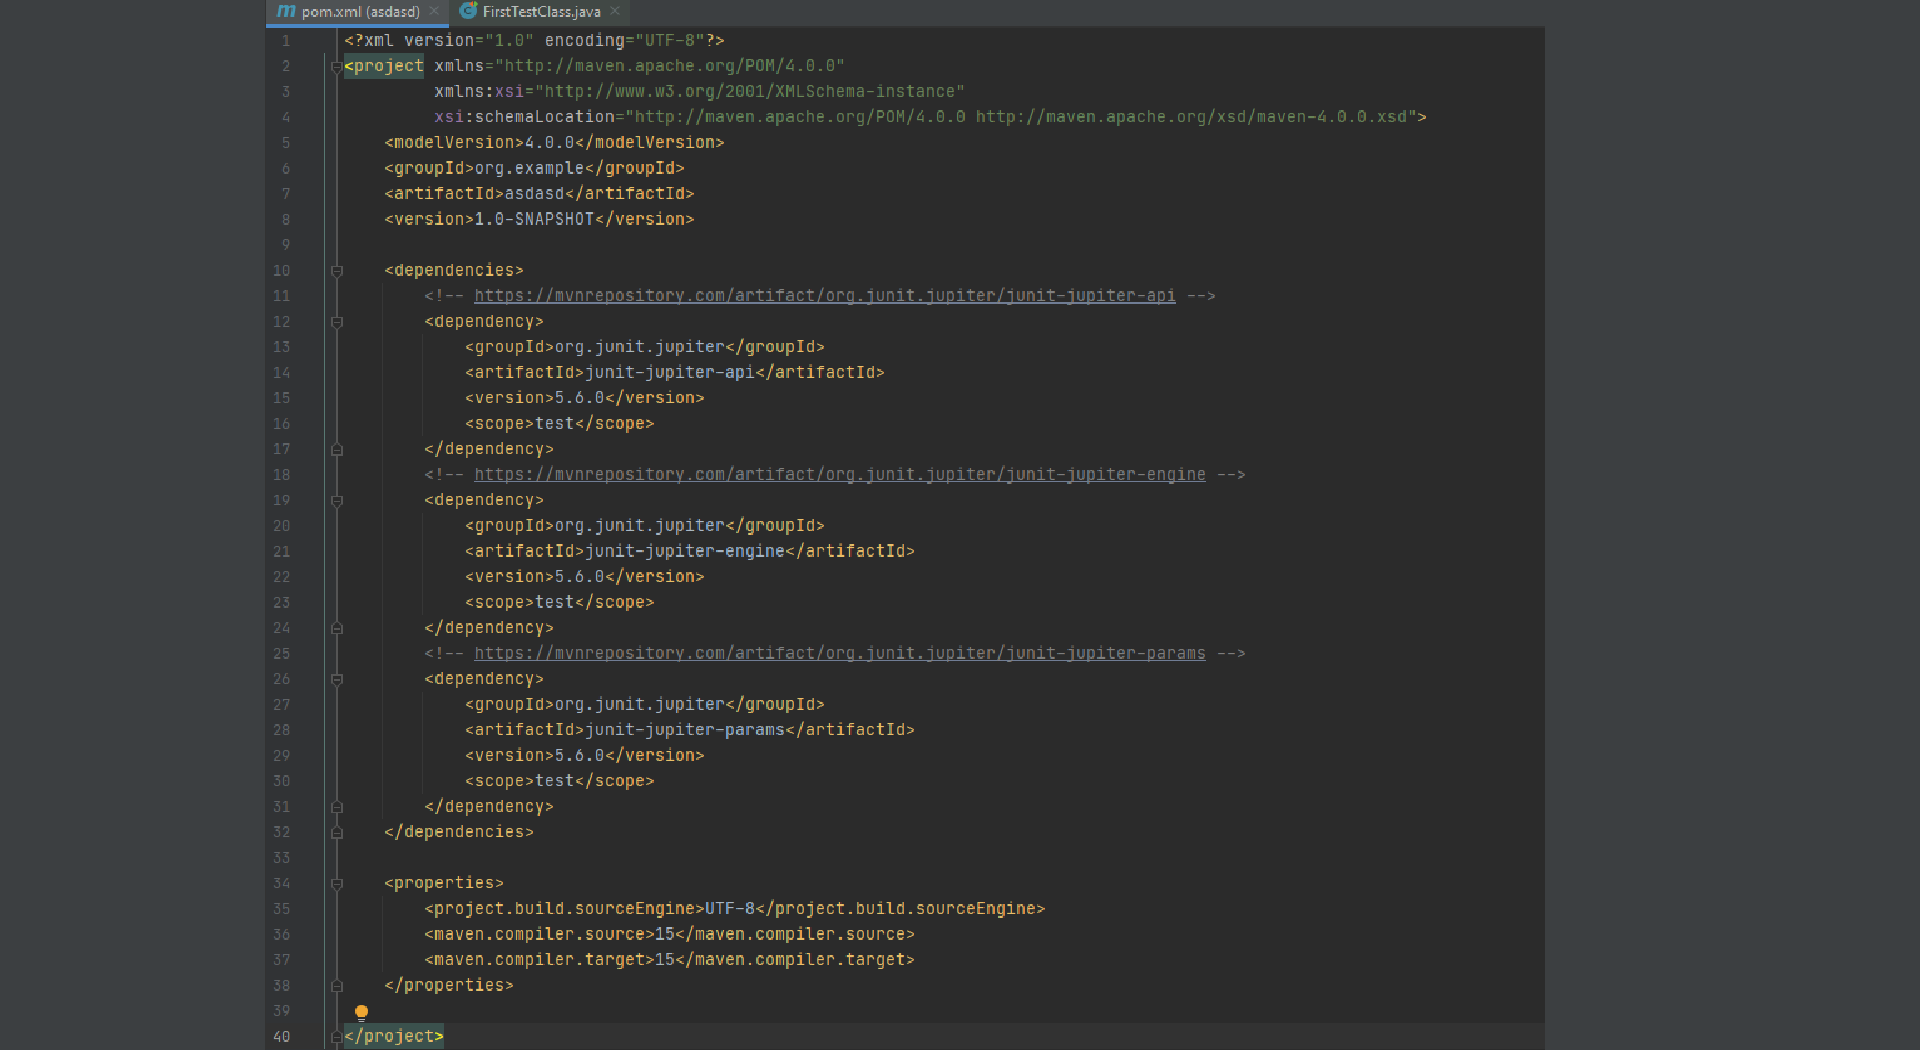 m pom.xml (asdasd) × FirstTestClass.java ×
1 <?xml version="1.0" encoding="UTF-8"?>
2 <project xmlns="http://maven.apache.org/POM/4.0.0"
3 xmlns:xsi="http://www.w3.org/2001/XMLSchema-instance"
4 xsi:schemaLocation="http://maven.apache.org/POM/4.0.0 http://maven.apache.org/xsd/maven-4.0.0.xsd">
5 <modelVersion>4.0.0</modelVersion>
6 <groupId>org.example</groupId>
7 <artifactId>asdasd</artifactId>
8 <version>1.0-SNAPSHOT</version>
9
10 <dependencies>
11 <!-- https://mvnrepository.com/artifact/org.junit.jupiter/junit-jupiter-api -->
12 <dependency>
13 <groupId>org.junit.jupiter</groupId>
14 <artifactId>junit-jupiter-api</artifactId>
15 <version>5.6.0</version>
16 <scope>test</scope>
17 </dependency>
18 <!-- https://mvnrepository.com/artifact/org.junit.jupiter/junit-jupiter-engine -->
19 <dependency>
20 <groupId>org.junit.jupiter</groupId>
21 <artifactId>junit-jupiter-engine</artifactId>
22 <version>5.6.0</version>
23 <scope>test</scope>
24 </dependency>
25 <!-- https://mvnrepository.com/artifact/org.junit.jupiter/junit-jupiter-params -->
26 <dependency>
27 <groupId>org.junit.jupiter</groupId>
28 <artifactId>junit-jupiter-params</artifactId>
29 <version>5.6.0</version>
30 <scope>test</scope>
31 </dependency>
32 </dependencies>
33
34 <properties>
35 <project.build.sourceEngine>UTF-8</project.build.sourceEngine>
36 <maven.compiler.source>15</maven.compiler.source>
37 <maven.compiler.target>15</maven.compiler.target>
38 </properties>
39
40 </project>